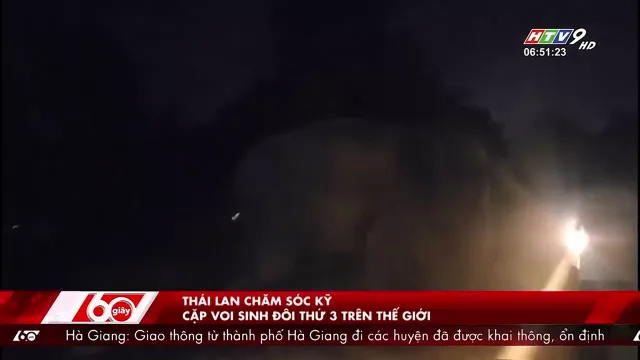 HTV9 HD
06:51:23
60 giây
THÁI LAN CHĂM SÓC KỸ
CẶP VOI SINH ĐÔI THỨ 3 TRÊN THẾ GIỚI
60" Hà Giang: Giao thông từ thành phố Hà Giang đi các huyện đã được khai thông, ổn định